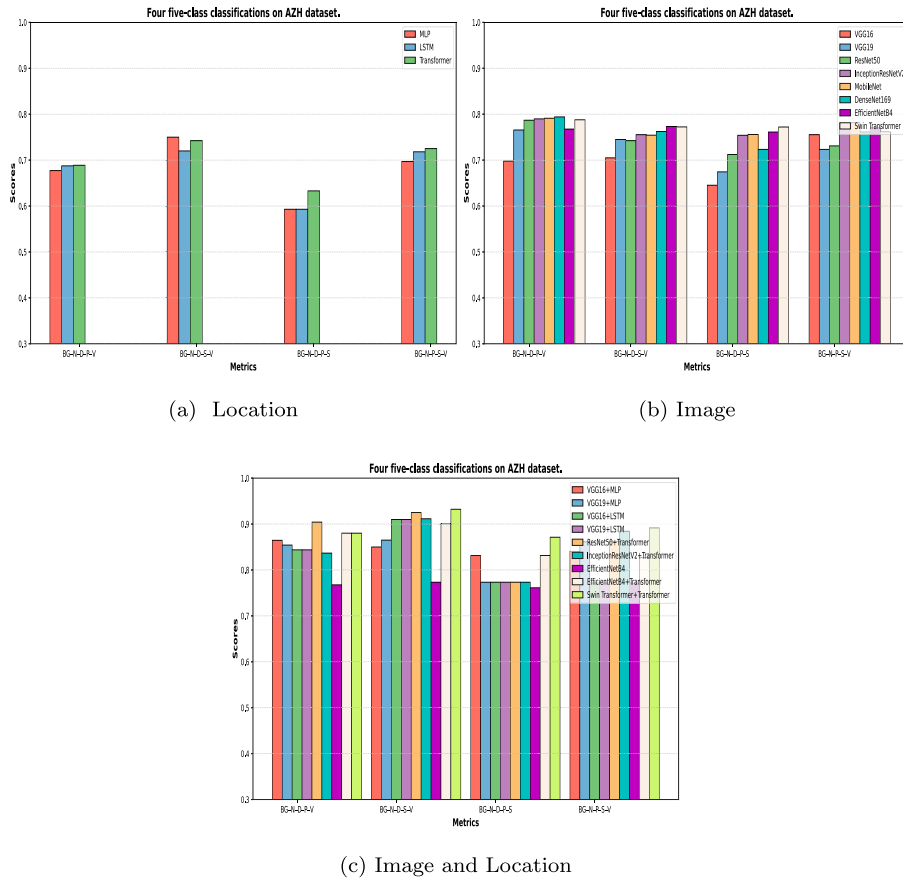 Four five-class classifications on AZH dataset.
1.0
0.9
0.8
0.7
0.6
0.5
0.4
0.3
Scores
MLP
LSTM
Transformer
BG-N-D-P-V
BG-N-D-S-V
BG-N-D-P-S
BG-N-P-S-V
Metrics
(a) Location
Four five-class classifications on AZH dataset.
1.0
0.9
0.8
0.7
0.6
0.5
0.4
0.3
Scores
VGG16
VGG19
ResNet50
InceptionResNetV2
MobileNet
DenseNet169
EfficientNetB4
Swin Transformer
BG-N-D-P-V
BG-N-D-S-V
BG-N-D-P-S
BG-N-P-S-V
Metrics
(b) Image
Four five-class classifications on AZH dataset.
1.0
0.9
0.8
0.7
0.6
0.5
0.4
0.3
Scores
VGG16+MLP
VGG19+MLP
VGG16+LSTM
VGG19+LSTM
ResNet50+Transformer
InceptionResNetV2+Transformer
EfficientNetB4
EfficientNetB4+Transformer
Swin Transformer+Transformer
BG-N-D-P-V
BG-N-D-S-V
BG-N-D-P-S
BG-N-P-S-V
Metrics
(c) Image and Location